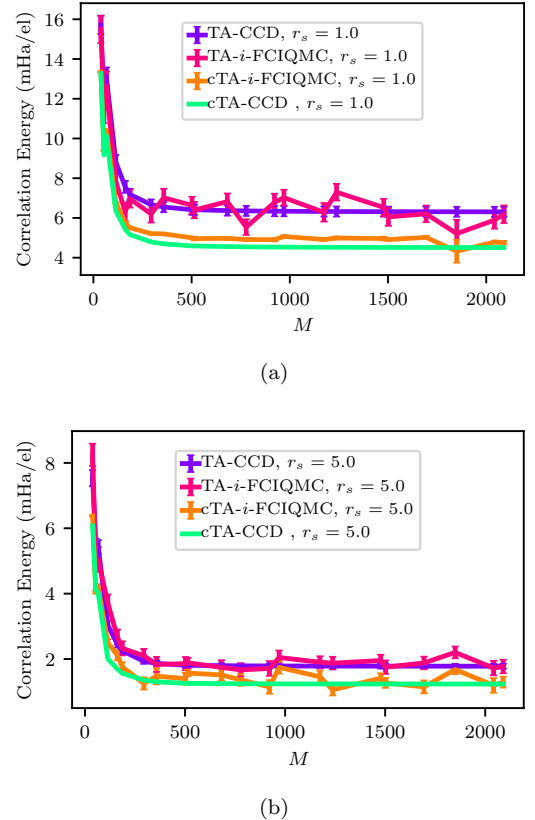 16
14
12
10
8
6
4
Correlation Energy (mHa/el)
TA-CCD, r_s = 1.0
TA-i-FCIQMC, r_s = 1.0
cTA-i-FCIQMC, r_s = 1.0
cTA-CCD , r_s = 1.0
0 500 1000 1500 2000
M
(a)
8
6
4
2
Correlation Energy (mHa/el)
TA-CCD, r_s = 5.0
TA-i-FCIQMC, r_s = 5.0
cTA-i-FCIQMC, r_s = 5.0
cTA-CCD , r_s = 5.0
0 500 1000 1500 2000
M
(b)